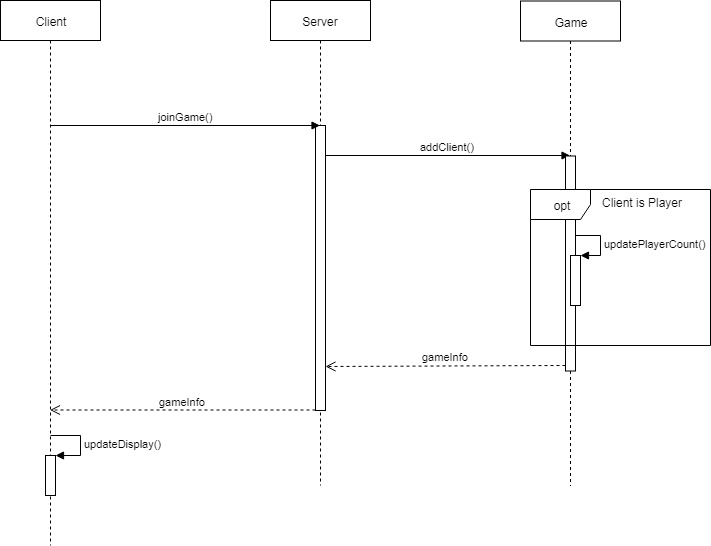 Client
Server
Game
joinGame()
addClient()
opt
Client is Player
updatePlayerCount()
gameInfo
gameInfo
updateDisplay()